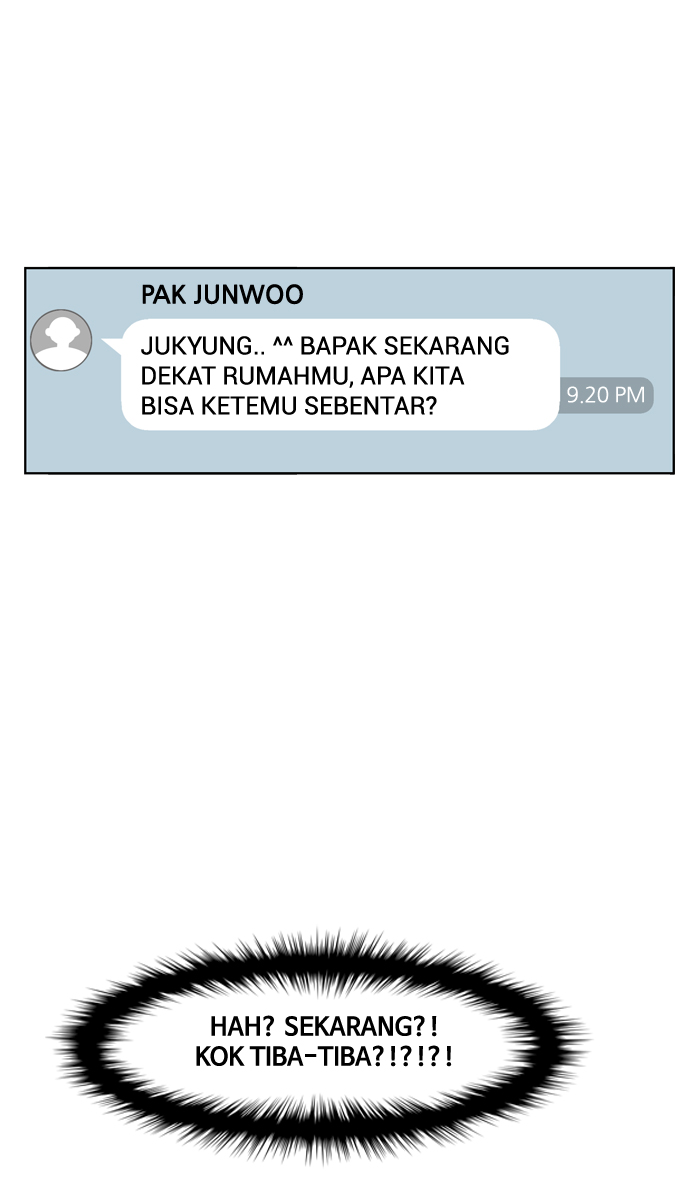 PAK JUNWOO
JUKYUNG.. ^^ BAPAK SEKARANG
DEKAT RUMAHMU, APA KITA
BISA KETEMU SEBENTAR?
9.20 PM
HAH? SEKARANG?!
KOK TIBA-TIBA?!?!?!